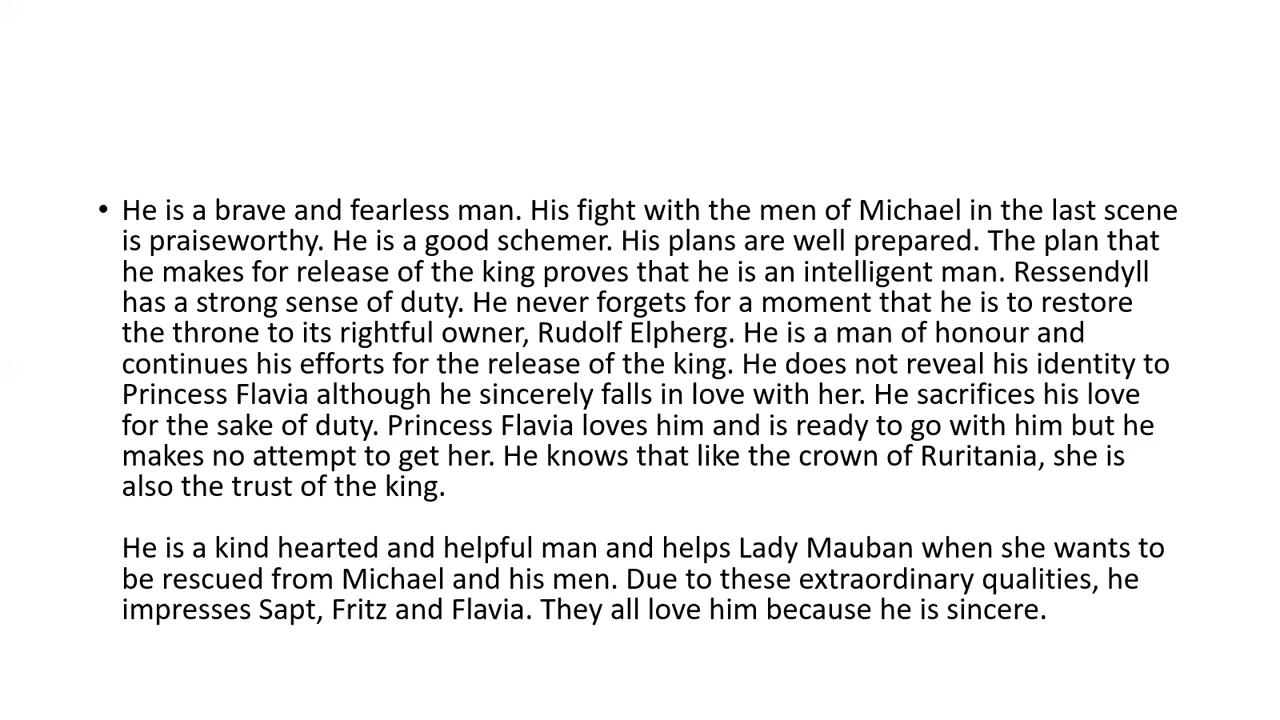 • He is a brave and fearless man. His fight with the men of Michael in the last scene
is praiseworthy. He is a good schemer. His plans are well prepared. The plan that
he makes for release of the king proves that he is an intelligent man. Ressendyll
has a strong sense of duty. He never forgets for a moment that he is to restore
the throne to its rightful owner, Rudolf Elpherg. He is a man of honour and
continues his efforts for the release of the king. He does not reveal his identity to
Princess Flavia although he sincerely falls in love with her. He sacrifices his love
for the sake of duty. Princess Flavia loves him and is ready to go with him but he
makes no attempt to get her. He knows that like the crown of Ruritania, she is
also the trust of the king.
He is a kind hearted and helpful man and helps Lady Mauban when she wants to
be rescued from Michael and his men. Due to these extraordinary qualities, he
impresses Sapt, Fritz and Flavia. They all love him because he is sincere.